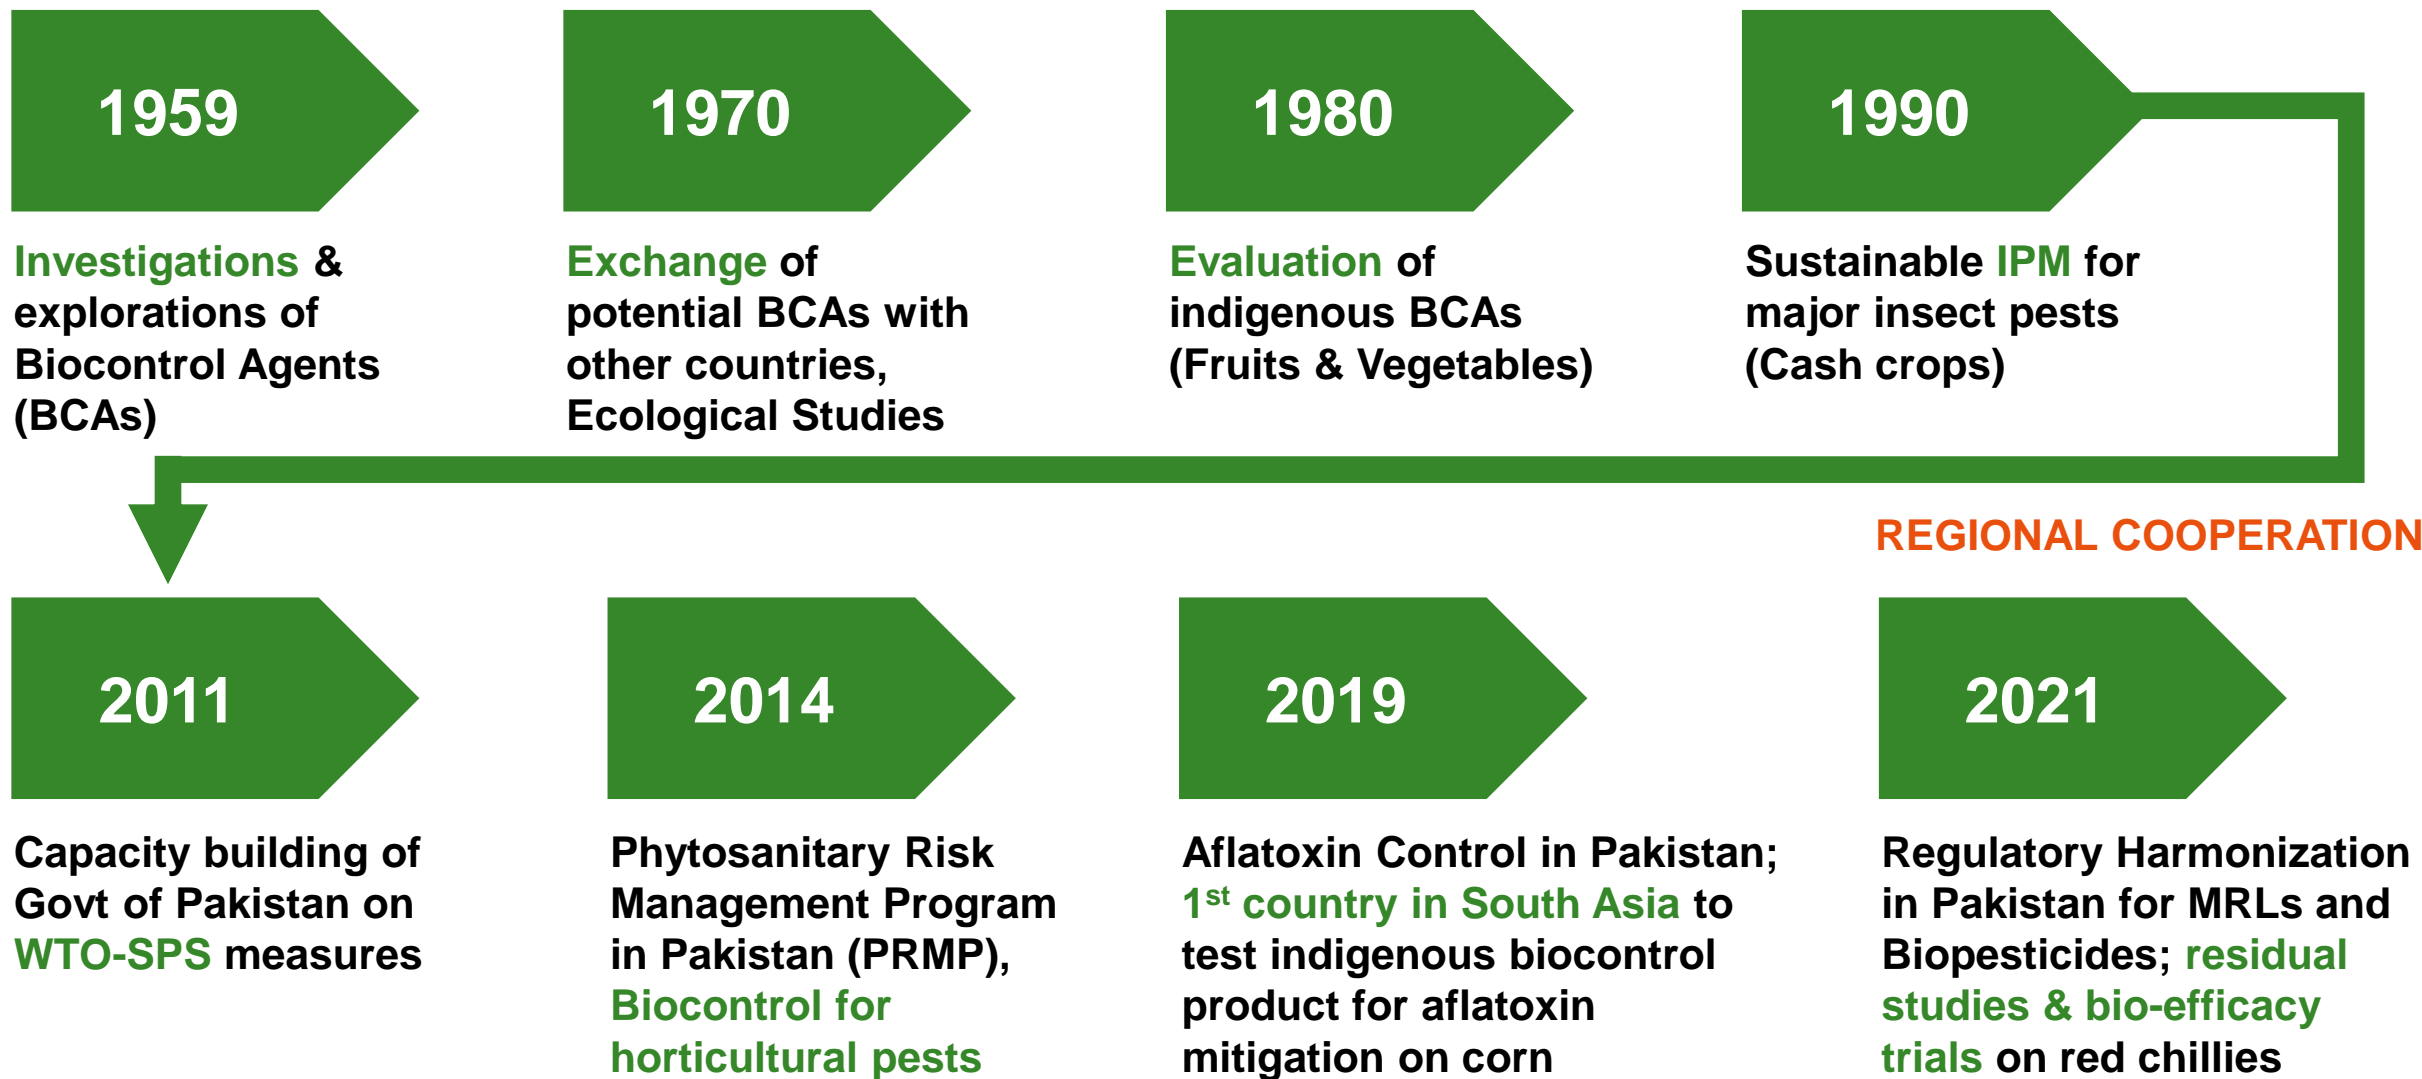 1959
Investigations &
explorations of
Biocontrol Agents
(BCAs)
1970
Exchange of
potential BCAs with
other countries,
Ecological Studies
1980
Evaluation of
indigenous BCAs
(Fruits & Vegetables)
1990
Sustainable IPM for
major insect pests
(Cash crops)
REGIONAL COOPERATION
2011
Capacity building of
Govt of Pakistan on
WTO-SPS measures
2014
Phytosanitary Risk
Management Program
in Pakistan (PRMP),
Biocontrol for
horticultural pests
2019
Aflatoxin Control in Pakistan;
1st country in South Asia to
test indigenous biocontrol
product for aflatoxin
mitigation on corn
2021
Regulatory Harmonization
in Pakistan for MRLs and
Biopesticides; residual
studies & bio-efficacy
trials on red chillies